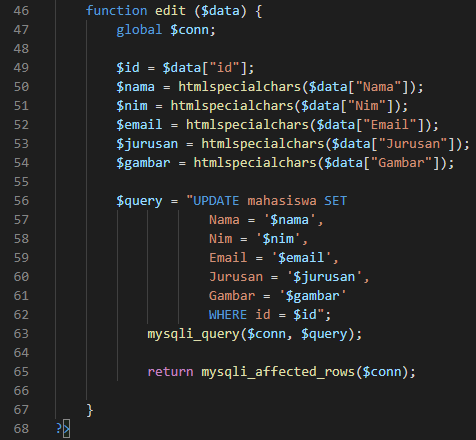 46 function edit ($data) {
47 global $conn;
48
49 $id = $data["id"];
50 $nama = htmlspecialchars($data["Nama"]);
51 $nim = htmlspecialchars($data["Nim"]);
52 $email = htmlspecialchars($data["Email"]);
53 $jurusan = htmlspecialchars($data["Jurusan"]);
54 $gambar = htmlspecialchars($data["Gambar"]);
55
56 $query = "UPDATE mahasiswa SET
57 Nama = '$nama',
58 Nim = '$nim',
59 Email = '$email',
60 Jurusan = '$jurusan',
61 Gambar = '$gambar'
62 WHERE id = $id";
63 mysqli_query($conn, $query);
64
65 return mysqli_affected_rows($conn);
66
67 }
68 ?>